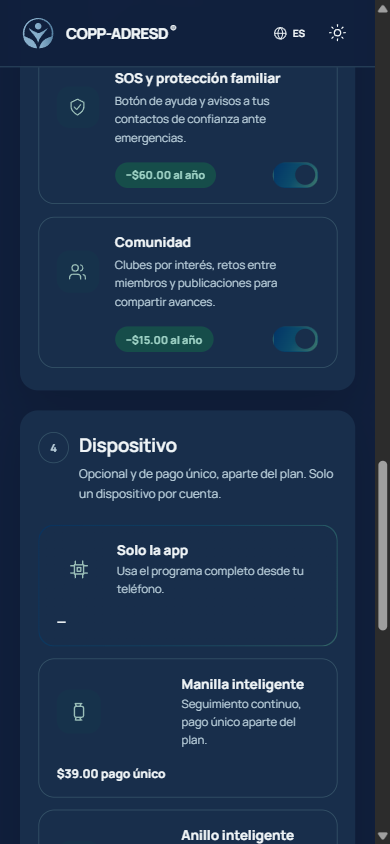 COPP-ADRESD®
ES
SOS y protección familiar
Botón de ayuda y avisos a tus
contactos de confianza ante
emergencias.
−$60.00 al año
Comunidad
Clubes por interés, retos entre
miembros y publicaciones para
compartir avances.
−$15.00 al año
4
Dispositivo
Opcional y de pago único, aparte del plan. Solo
un dispositivo por cuenta.
Solo la app
Usa el programa completo desde tu
teléfono.
—
Manilla inteligente
Seguimiento continuo,
pago único aparte del
plan.
$39.00 pago único
Anillo inteligente